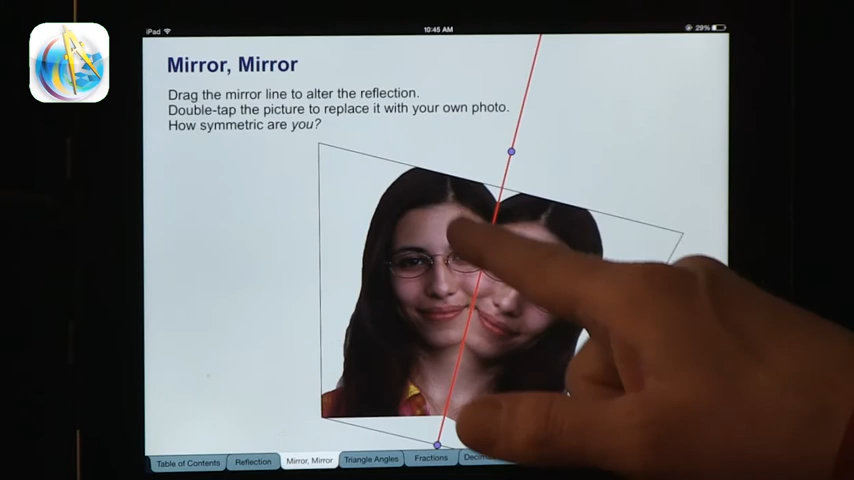 iPad
10:45 AM
29%
Mirror, Mirror
Drag the mirror line to alter the reflection.
Double-tap the picture to replace it with your own photo.
How symmetric are you?
Table of Contents
Reflection
Mirror, Mirror
Triangle Angles
Fractions